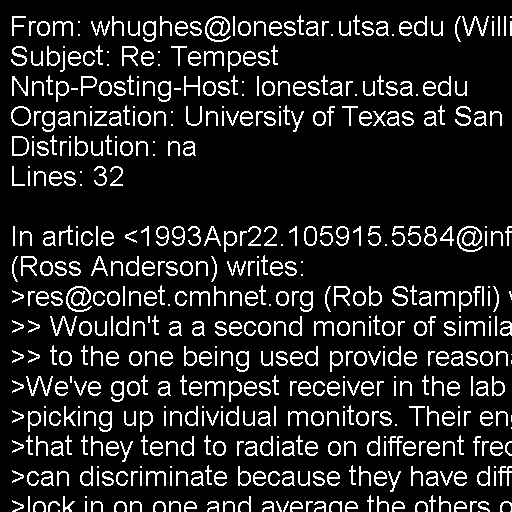 From: whughes@lonestar.utsa.edu (Willi
Subject: Re: Tempest
Nntp-Posting-Host: lonestar.utsa.edu
Organization: University of Texas at San
Distribution: na
Lines: 32

In article <1993Apr22.105915.5584@inf
(Ross Anderson) writes:
>res@colnet.cmhnet.org (Rob Stampfli) w
>> Wouldn't a a second monitor of simila
>> to the one being used provide reasona
>We've got a tempest receiver in the lab
>picking up individual monitors. Their eng
>that they tend to radiate on different freq
>can discriminate because they have diff
>lock in on one and average the others o